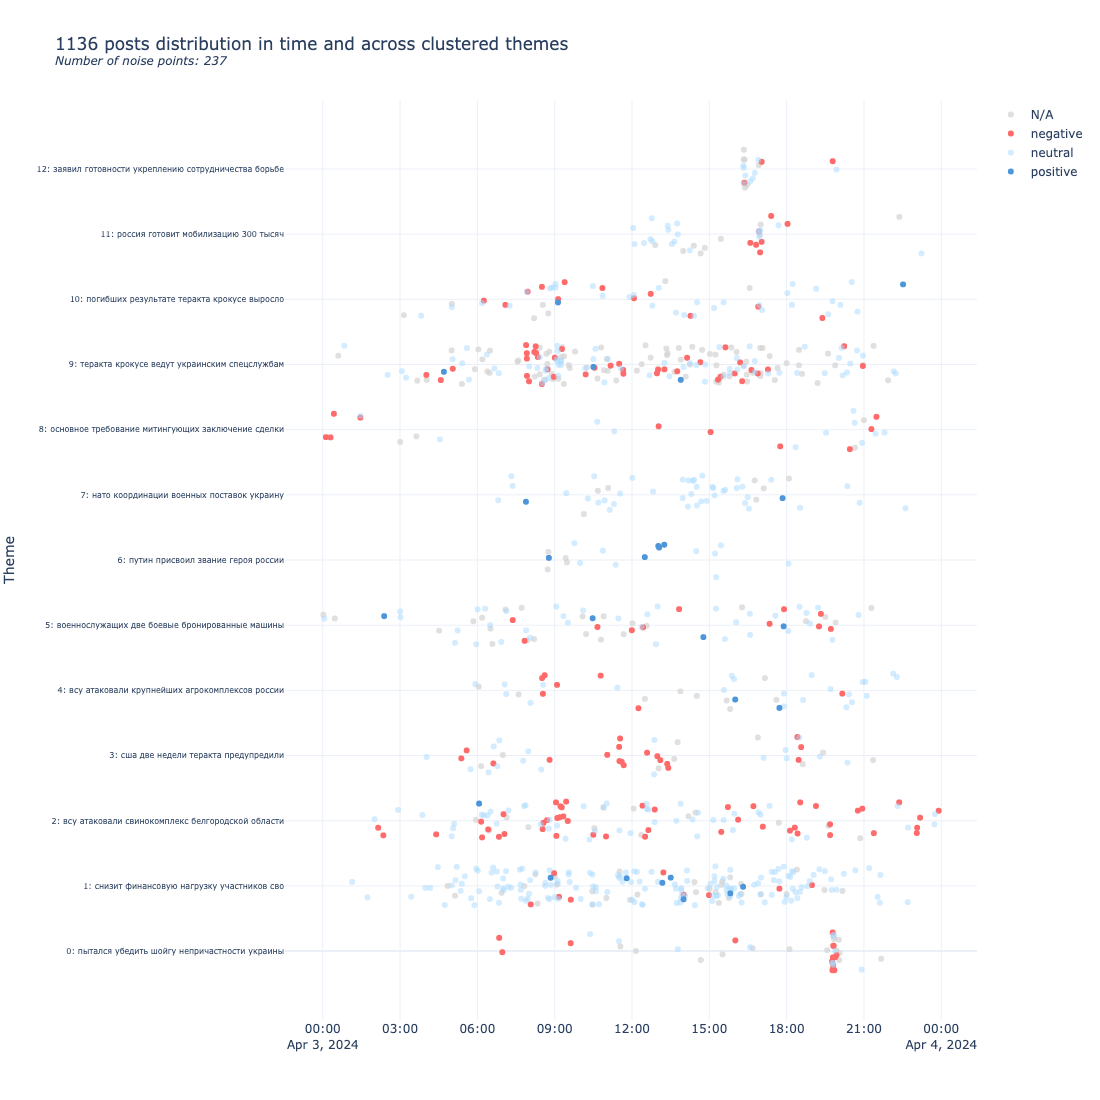 1136 posts distribution in time and across clustered themes
Number of noise points: 237
N/A
negative
neutral
positive
Theme
12: заявил готовности укреплению сотрудничества борьбе
11: россия готовит мобилизацию 300 тысяч
10: погибших результате теракта крокусе выросло
9: теракта крокусе ведут украинским спецслужбам
8: основное требование митингующих заключение сделки
7: нато координации военных поставок украину
6: путин присвоил звание героя россии
5: военнослужащих две боевые бронированные машины
4: всу атаковали крупнейших агрокомплексов россии
3: сша две недели теракта предупредили
2: всу атаковали свинокомплекс белгородской области
1: снизит финансовую нагрузку участников сво
0: пытался убедить шойгу непричастности украины
00:00 03:00 06:00 09:00 12:00 15:00 18:00 21:00 00:00
Apr 3, 2024 Apr 4, 2024